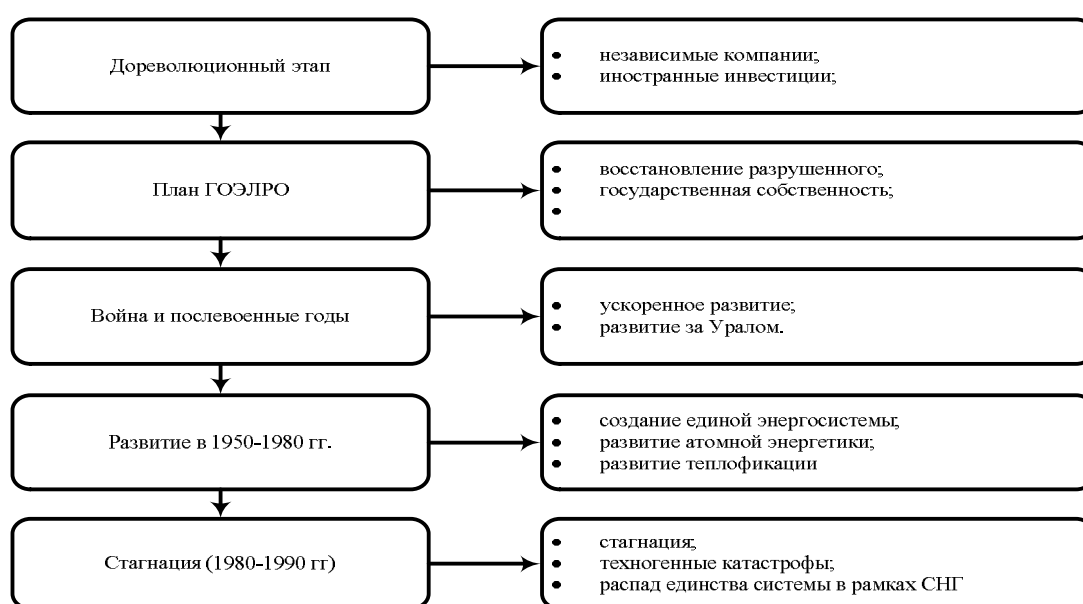 Дореволюционный этап
• независимые компании;
• иностранные инвестиции;
План ГОЭЛРО
• восстановление разрушенного;
• государственная собственность;
•
Война и послевоенные годы
• ускоренное развитие;
• развитие за Уралом.
Развитие в 1950-1980 гг.
• создание единой энергосистемы;
• развитие атомной энергетики;
• развитие теплофикации
Стагнация (1980-1990 гг)
• стагнация;
• техногенные катастрофы;
• распад единства системы в рамках СНГ